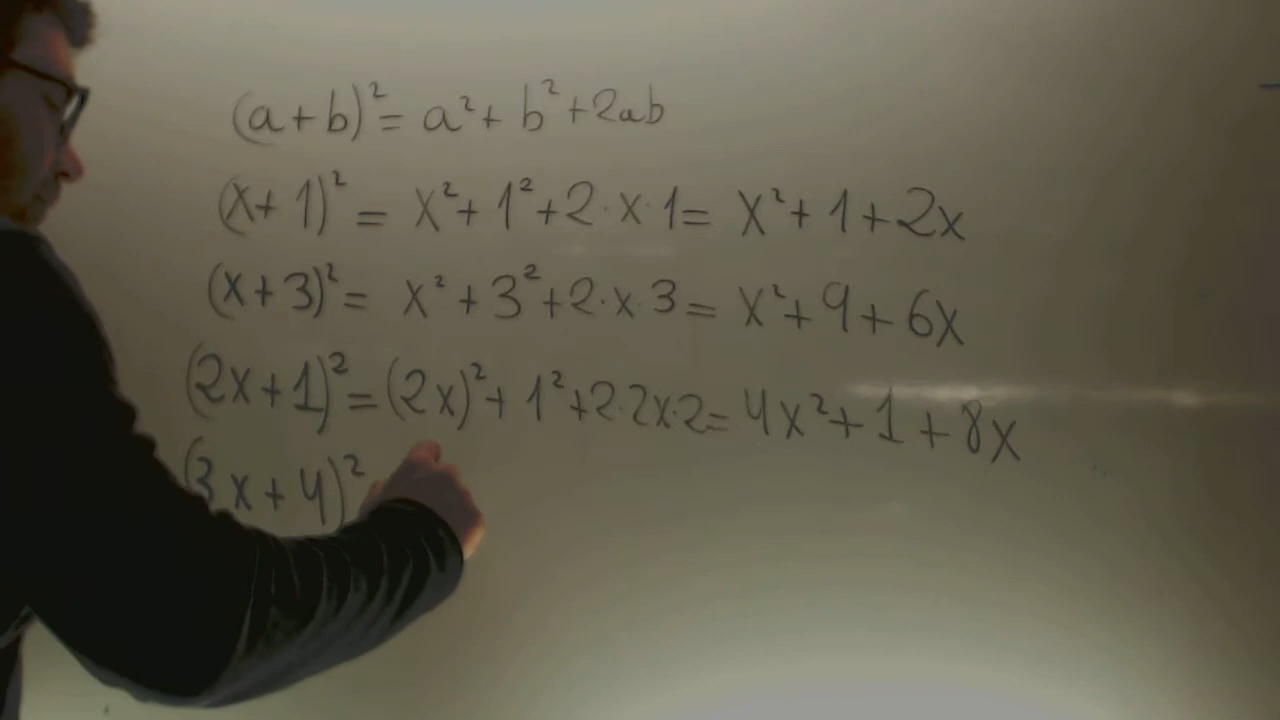 (a+b)²= a²+ b²+2ab
(x+1)² = x²+1²+2·x·1= x²+1+2x
(x+3)²= x²+3²+2·x·3= x²+9+6x
(2x+1)²=(2x)²+1²+2·2x·2= 4x²+1+8x
(3x+4)²